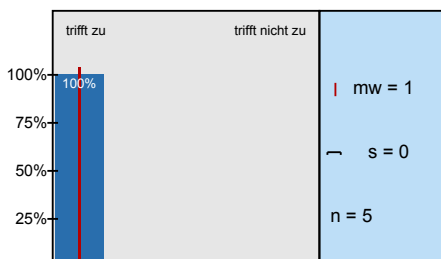 trifft zu trifft nicht zu
100%
100%
75%
50%
25%
mw = 1
s = 0
n = 5